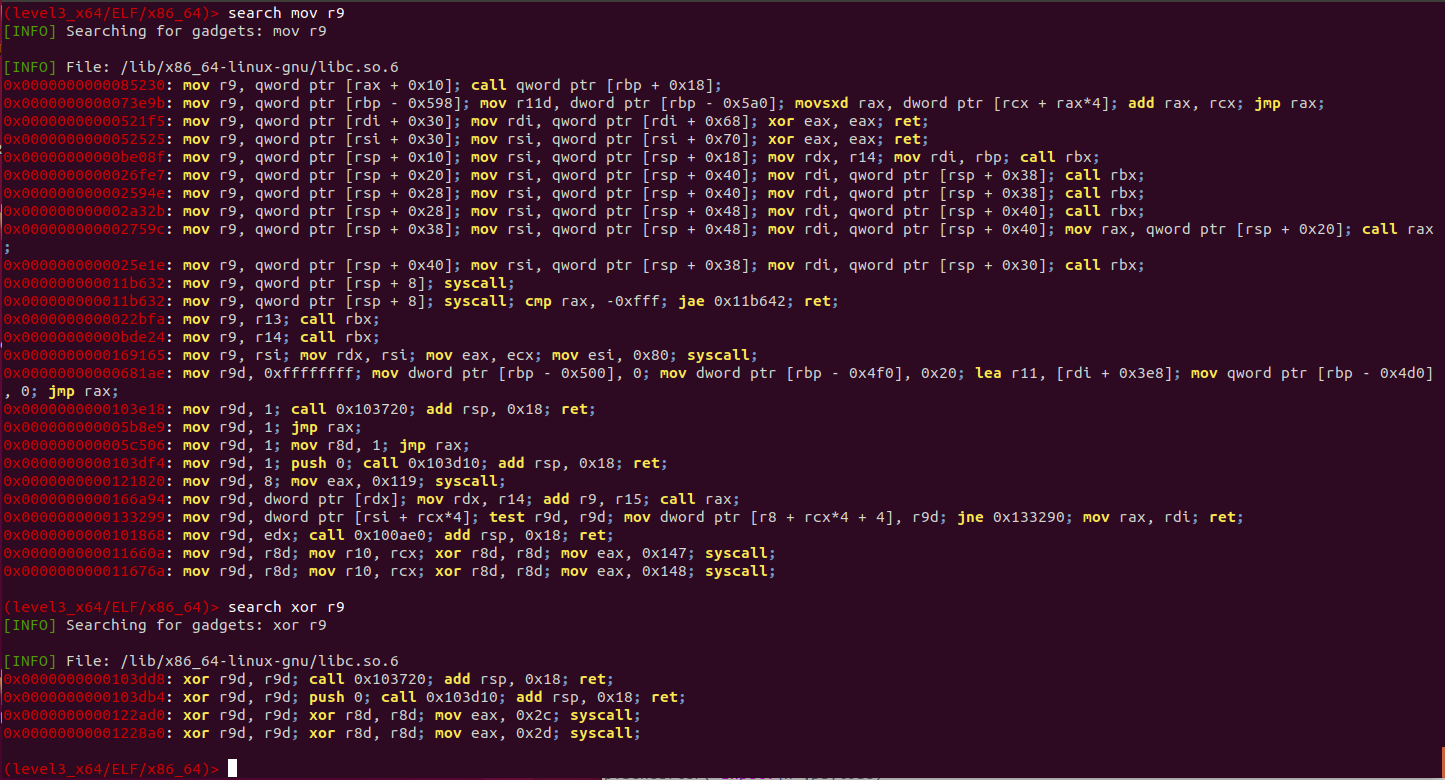 (level3_x64/ELF/x86_64)> search mov r9
[INFO] Searching for gadgets: mov r9
[INFO] File: /lib/x86_64-linux-gnu/libc.so.6
0x0000000000085230: mov r9, qword ptr [rax + 0x10]; call qword ptr [rbp + 0x18];
0x0000000000073e9b: mov r9, qword ptr [rbp - 0x598]; mov r11d, dword ptr [rbp - 0x5a0]; movsxd rax, dword ptr [rcx + rax*4]; add rax, rcx; jmp rax;
0x00000000000521f5: mov r9, qword ptr [rdi + 0x30]; mov rdi, qword ptr [rdi + 0x68]; xor eax, eax; ret;
0x0000000000052525: mov r9, qword ptr [rsi + 0x30]; mov rsi, qword ptr [rsi + 0x70]; xor eax, eax; ret;
0x00000000000be08f: mov r9, qword ptr [rsp + 0x10]; mov rsi, qword ptr [rsp + 0x18]; mov rdx, r14; mov rdi, rbp; call rbx;
0x0000000000026fe7: mov r9, qword ptr [rsp + 0x20]; mov rsi, qword ptr [rsp + 0x40]; mov rdi, qword ptr [rsp + 0x38]; call rbx;
0x000000000002594e: mov r9, qword ptr [rsp + 0x28]; mov rsi, qword ptr [rsp + 0x40]; mov rdi, qword ptr [rsp + 0x38]; call rbx;
0x000000000002a32b: mov r9, qword ptr [rsp + 0x28]; mov rsi, qword ptr [rsp + 0x48]; mov rdi, qword ptr [rsp + 0x40]; call rbx;
0x000000000002759c: mov r9, qword ptr [rsp + 0x38]; mov rsi, qword ptr [rsp + 0x48]; mov rdi, qword ptr [rsp + 0x40]; mov rax, qword ptr [rsp + 0x20]; call rax
;
0x0000000000025e1e: mov r9, qword ptr [rsp + 0x40]; mov rsi, qword ptr [rsp + 0x38]; mov rdi, qword ptr [rsp + 0x30]; call rbx;
0x000000000011b632: mov r9, qword ptr [rsp + 8]; syscall;
0x000000000011b632: mov r9, qword ptr [rsp + 8]; syscall; cmp rax, -0xfff; jae 0x11b642; ret;
0x0000000000022bfa: mov r9, r13; call rbx;
0x00000000000bde24: mov r9, r14; call rbx;
0x0000000000169165: mov r9, rsi; mov rdx, rsi; mov eax, ecx; mov esi, 0x80; syscall;
0x00000000000681ae: mov r9d, 0xffffffff; mov dword ptr [rbp - 0x500], 0; mov dword ptr [rbp - 0x4f0], 0x20; lea r11, [rdi + 0x3e8]; mov qword ptr [rbp - 0x4d0]
, 0; jmp rax;
0x0000000000103e18: mov r9d, 1; call 0x103720; add rsp, 0x18; ret;
0x000000000005b8e9: mov r9d, 1; jmp rax;
0x000000000005c506: mov r9d, 1; mov r8d, 1; jmp rax;
0x0000000000103df4: mov r9d, 1; push 0; call 0x103d10; add rsp, 0x18; ret;
0x0000000000121820: mov r9d, 8; mov eax, 0x119; syscall;
0x0000000000166a94: mov r9d, dword ptr [rdx]; mov rdx, r14; add r9, r15; call rax;
0x0000000000133299: mov r9d, dword ptr [rsi + rcx*4]; test r9d, r9d; mov dword ptr [r8 + rcx*4 + 4], r9d; jne 0x133290; mov rax, rdi; ret;
0x0000000000101868: mov r9d, edx; call 0x100ae0; add rsp, 0x18; ret;
0x000000000011660a: mov r9d, r8d; mov r10, rcx; xor r8d, r8d; mov eax, 0x147; syscall;
0x000000000011676a: mov r9d, r8d; mov r10, rcx; xor r8d, r8d; mov eax, 0x148; syscall;
(level3_x64/ELF/x86_64)> search xor r9
[INFO] Searching for gadgets: xor r9
[INFO] File: /lib/x86_64-linux-gnu/libc.so.6
0x0000000000103dd8: xor r9d, r9d; call 0x103720; add rsp, 0x18; ret;
0x0000000000103db4: xor r9d, r9d; push 0; call 0x103d10; add rsp, 0x18; ret;
0x0000000000122ad0: xor r9d, r9d; xor r8d, r8d; mov eax, 0x2c; syscall;
0x00000000001228a0: xor r9d, r9d; xor r8d, r8d; mov eax, 0x2d; syscall;
(level3_x64/ELF/x86_64)>